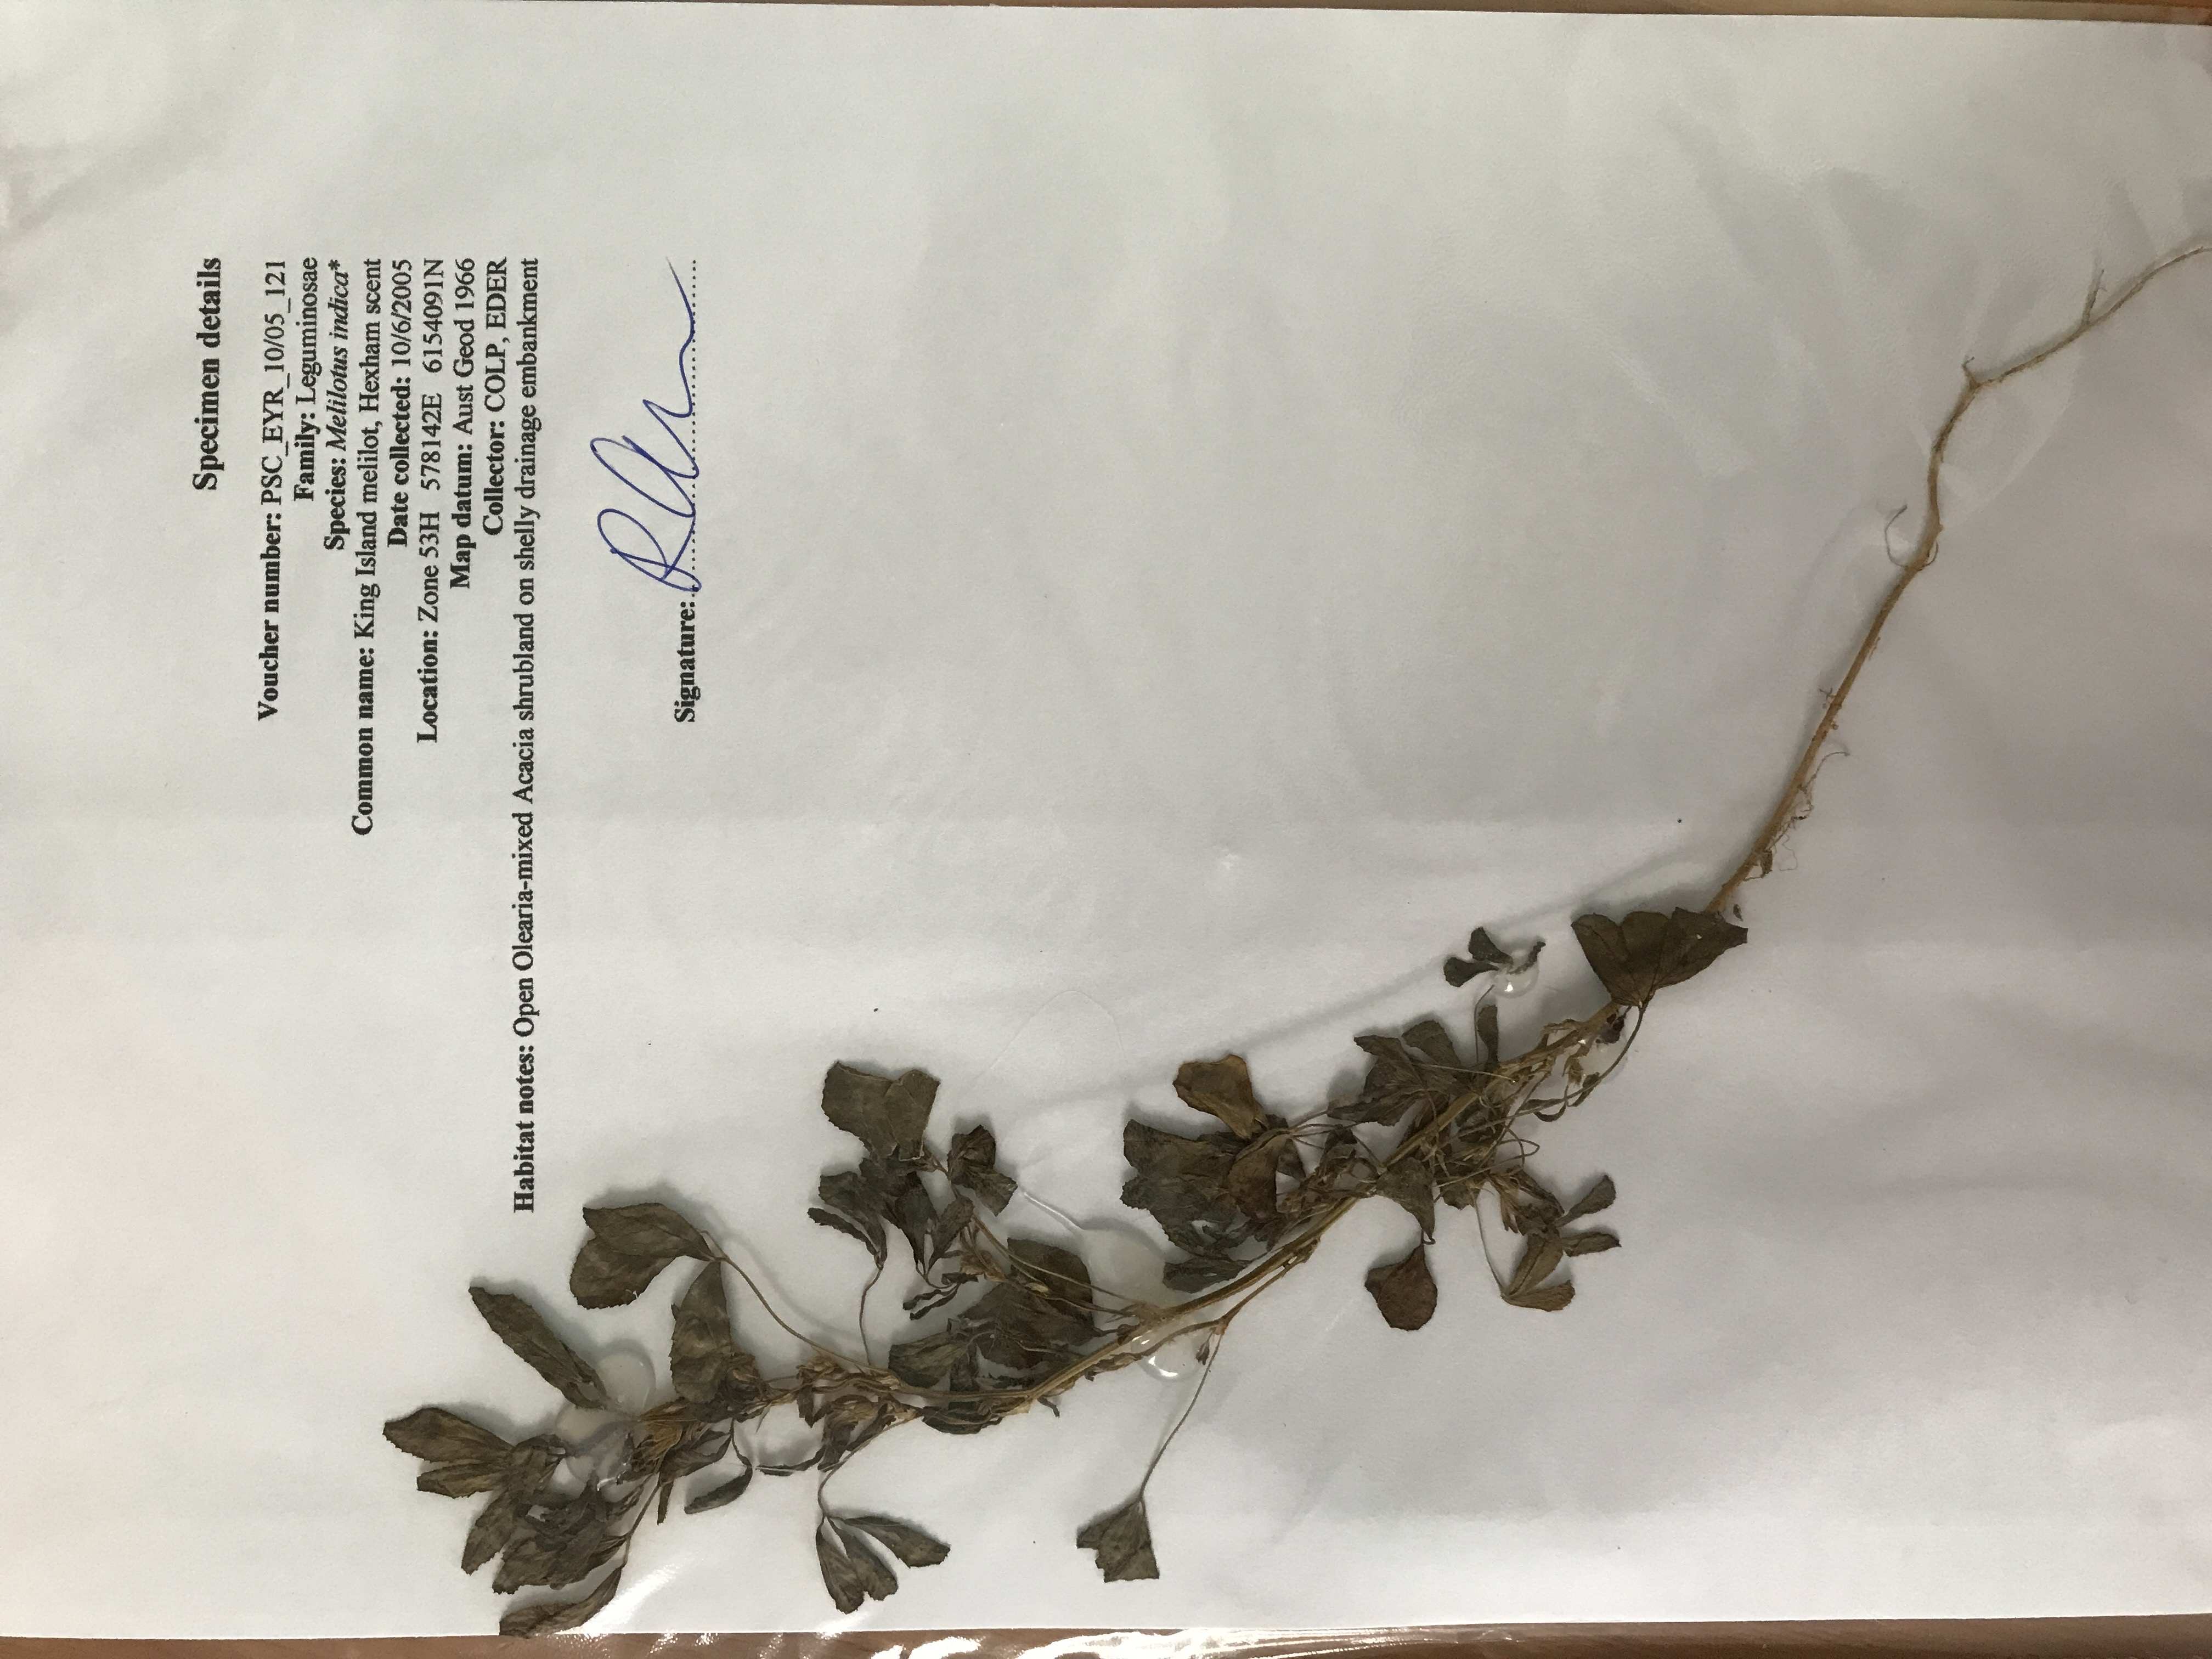 Specimen details
Voucher number: PSC_EYR_10/05_121
Family: Leguminosae
Species: Melilotus indica*
Common name: King Island melilot, Hexham scent
Date collected: 10/6/2005
Location: Zone 53H 578142E 6154091N
Map datum: Aust Geod 1966
Collector: COLP, EDER
Habitat notes: Open Olearia-mixed Acacia shrubland on shelly drainage embankment
Signature: